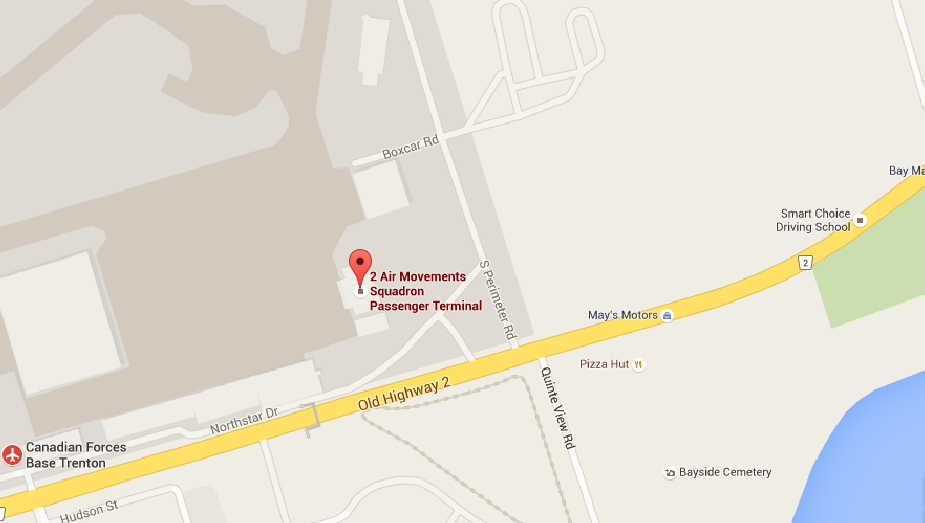 Boxcar Rd
Bay Ma
Smart Choice
Driving School
2
2 Air Movements
Squadron
Passenger Terminal
S Perimeter Rd
May's Motors
Pizza Hut
Old Highway 2
Quinte View Rd
Northstar Dr
Canadian Forces
Base Trenton
Bayside Cemetery
Hudson St